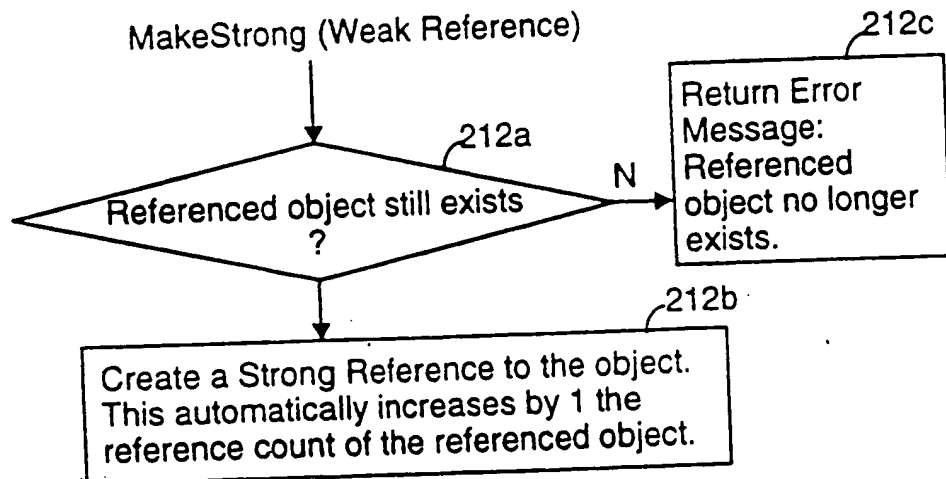 MakeStrong (Weak Reference)
212c
Return Error
Message:
Referenced
object no longer
exists.
212a
N
Referenced object still exists
?
212b
Create a Strong Reference to the object.
This automatically increases by 1 the
reference count of the referenced object.